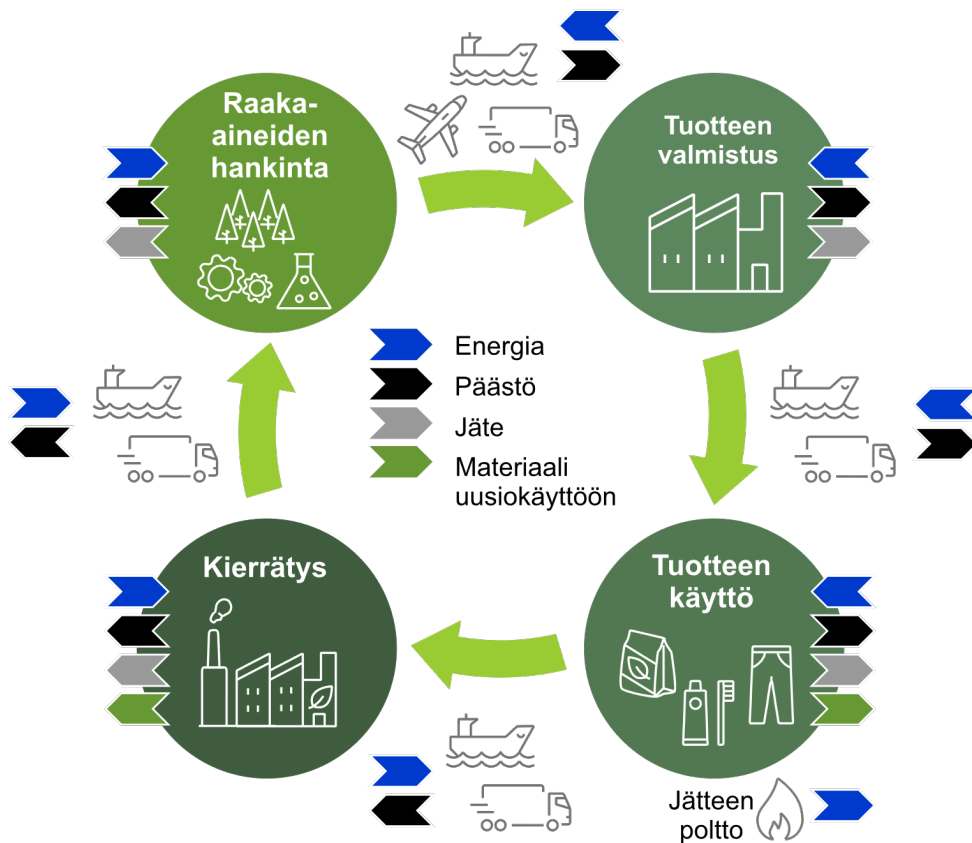 Raaka-
aineiden
hankinta
Tuotteen
valmistus
Energia
Päästö
Jäte
Materiaali
uusiokäyttöön
Kierrätys
Tuotteen
käyttö
Jätteen
poltto